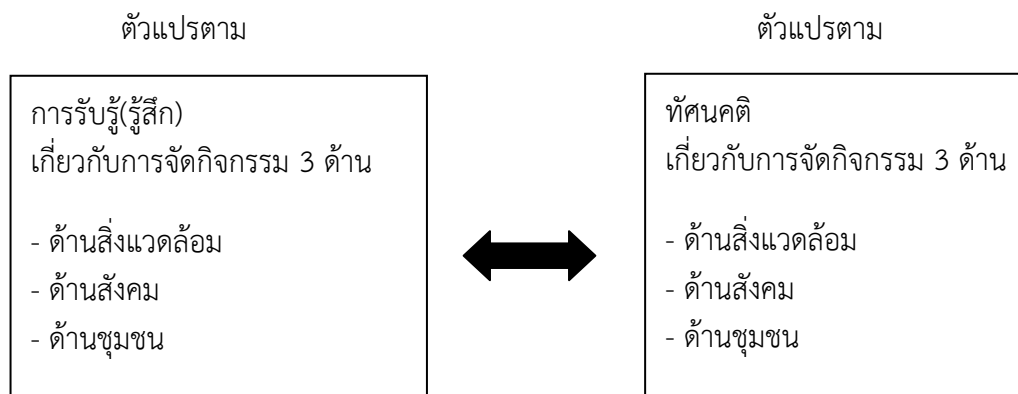 ตัวแปรตาม
การรับรู้(รู้สึก)
เกี่ยวกับการจัดกิจกรรม 3 ด้าน
- ด้านสิ่งแวดล้อม
- ด้านสังคม
- ด้านชุมชน
ตัวแปรตาม
ทัศนคติ
เกี่ยวกับการจัดกิจกรรม 3 ด้าน
- ด้านสิ่งแวดล้อม
- ด้านสังคม
- ด้านชุมชน